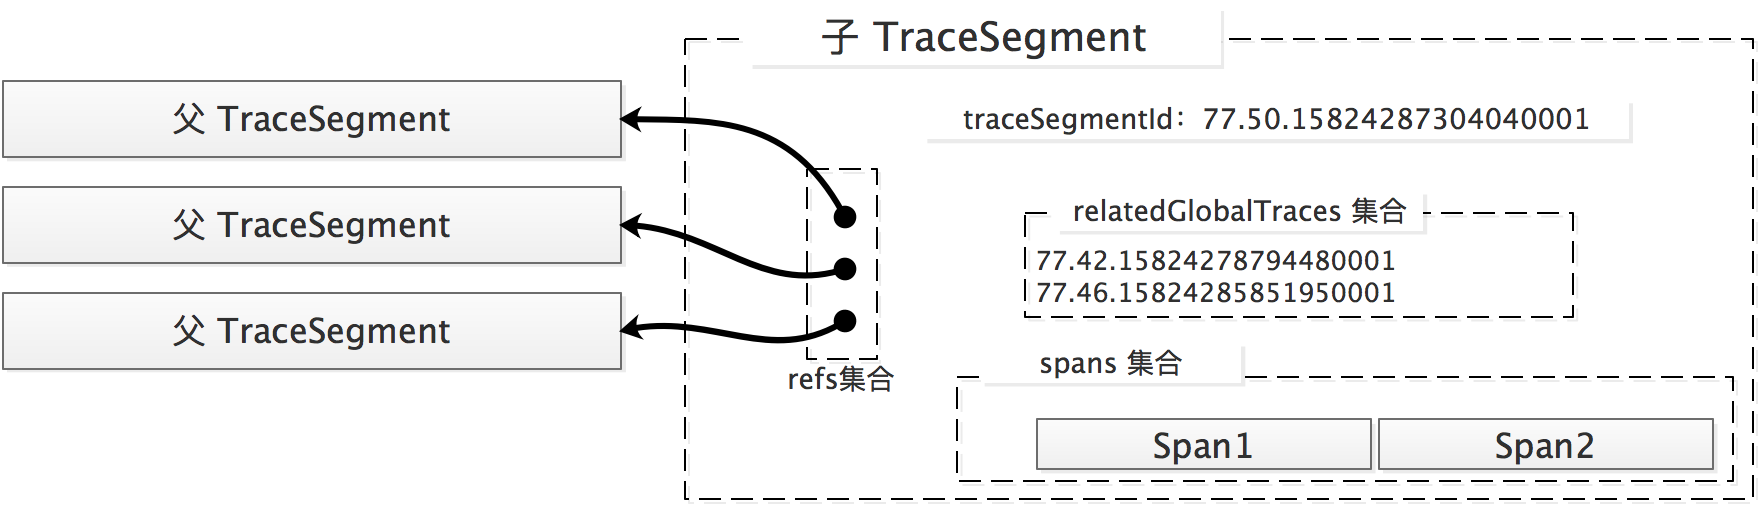 子 TraceSegment
父 TraceSegment
父 TraceSegment
父 TraceSegment
refs集合
traceSegmentId：77.50.15824287304040001
relatedGlobalTraces 集合
77.42.15824278794480001
77.46.15824285851950001
spans 集合
Span1
Span2